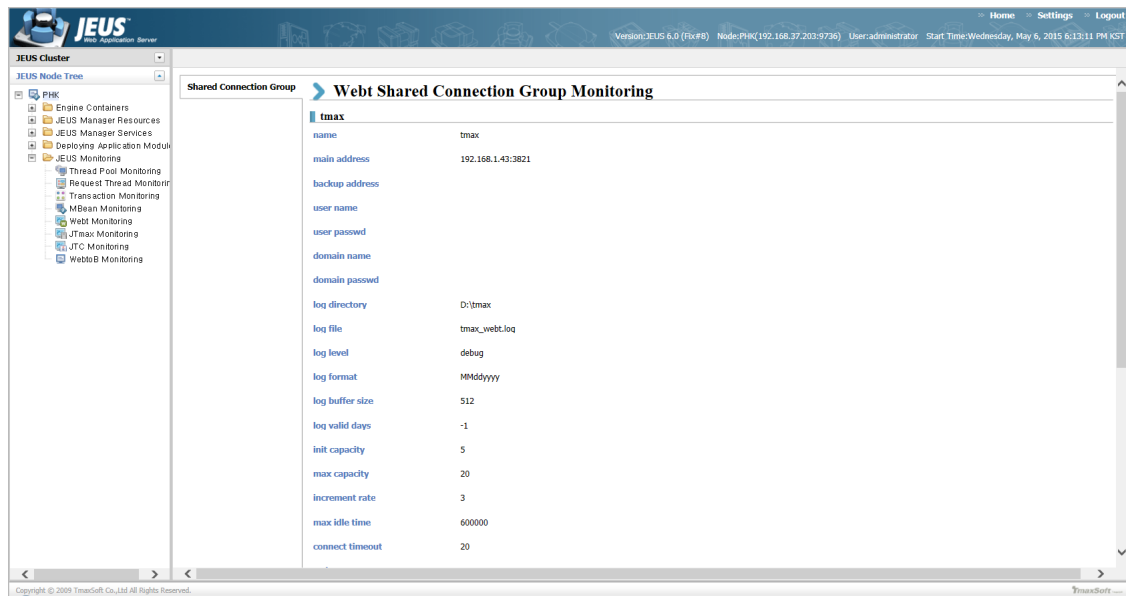 JEUS™
Web Application Server
Home Settings Logout
Version:JEUS 6.0 (Fix#8) Node:PHK(192.168.37.203:9736) User:administrator Start Time:Wednesday, May 6, 2015 6:13:11 PM KST
JEUS Cluster
JEUS Node Tree
PHK
Engine Containers
JEUS Manager Resources
JEUS Manager Services
Deploying Application Modul
JEUS Monitoring
Thread Pool Monitoring
Request Thread Monitorin
Transaction Monitoring
MBean Monitoring
Webt Monitoring
JTmax Monitoring
JTC Monitoring
WebtoB Monitoring
Shared Connection Group
Webt Shared Connection Group Monitoring
tmax
name tmax
main address 192.168.1.43:3821
backup address
user name
user passwd
domain name
domain passwd
log directory D:\tmax
log file tmax_webt.log
log level debug
log format MMddyyyy
log buffer size 512
log valid days -1
init capacity 5
max capacity 20
increment rate 3
max idle time 600000
connect timeout 20
Copyright © 2009 TmaxSoft Co.,Ltd All Rights Reserved.
TmaxSoft